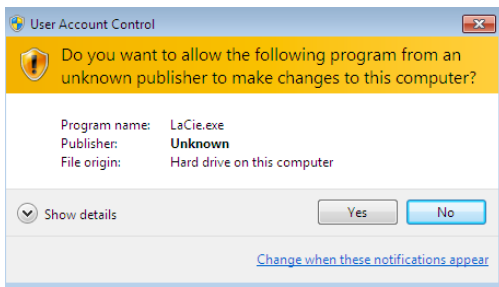 User Account Control
Do you want to allow the following program from an
unknown publisher to make changes to this computer?
Program name: LaCie.exe
Publisher: Unknown
File origin: Hard drive on this computer
Show details
Yes
No
Change when these notifications appear